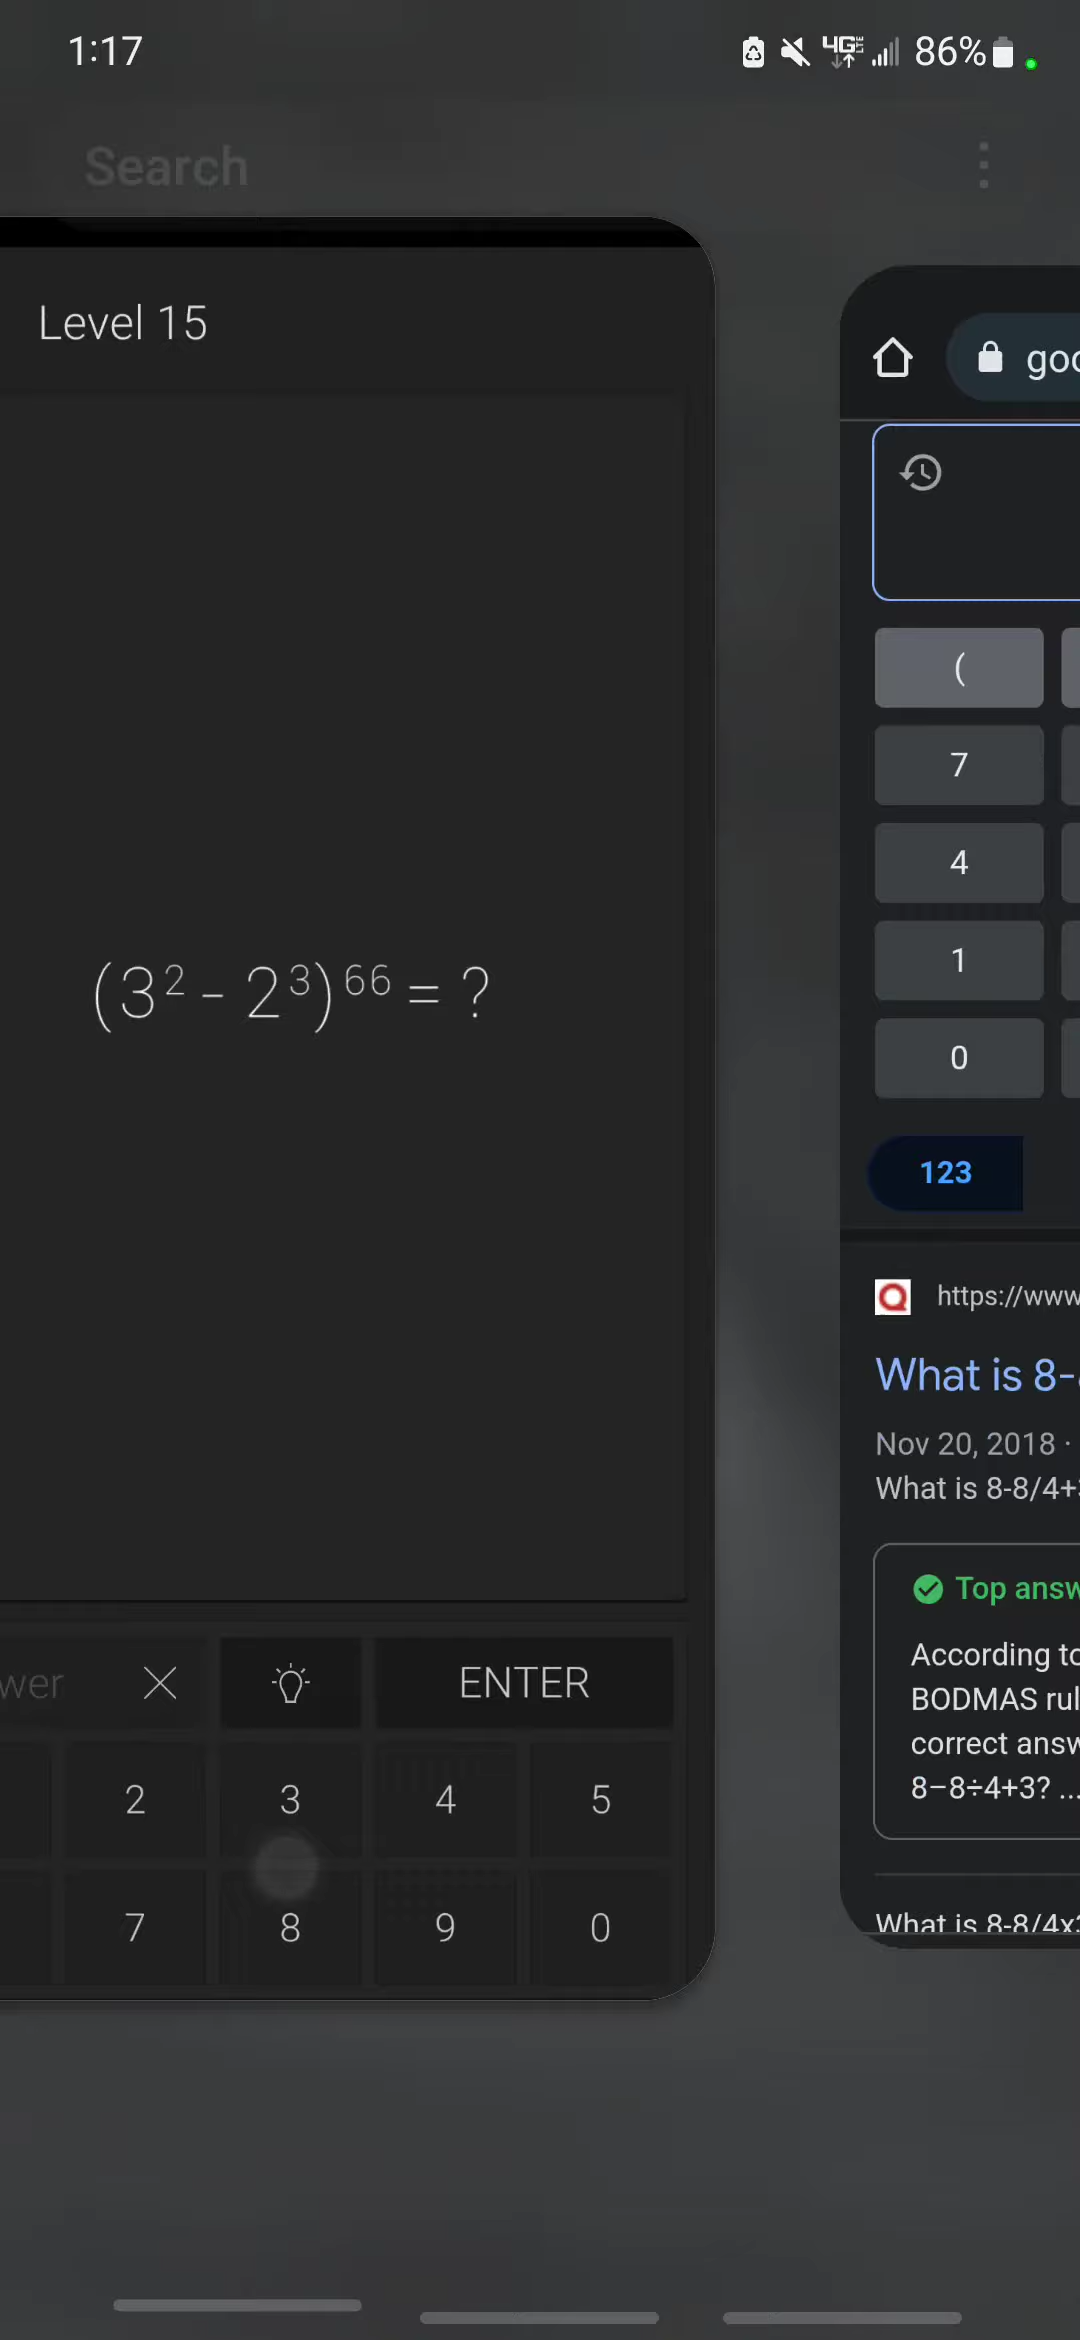 1:17
4G LTE
86%
Search
Level 15
(3² - 2³)⁶⁶ = ?
wer
ENTER
2 3 4 5
7 8 9 0
goo
(
7
4
1
0
123
https://www
What is 8-
Nov 20, 2018 ·
What is 8-8/4+
Top answ
According to
BODMAS rul
correct answ
8–8÷4+3? ...
What is 8-8/4x